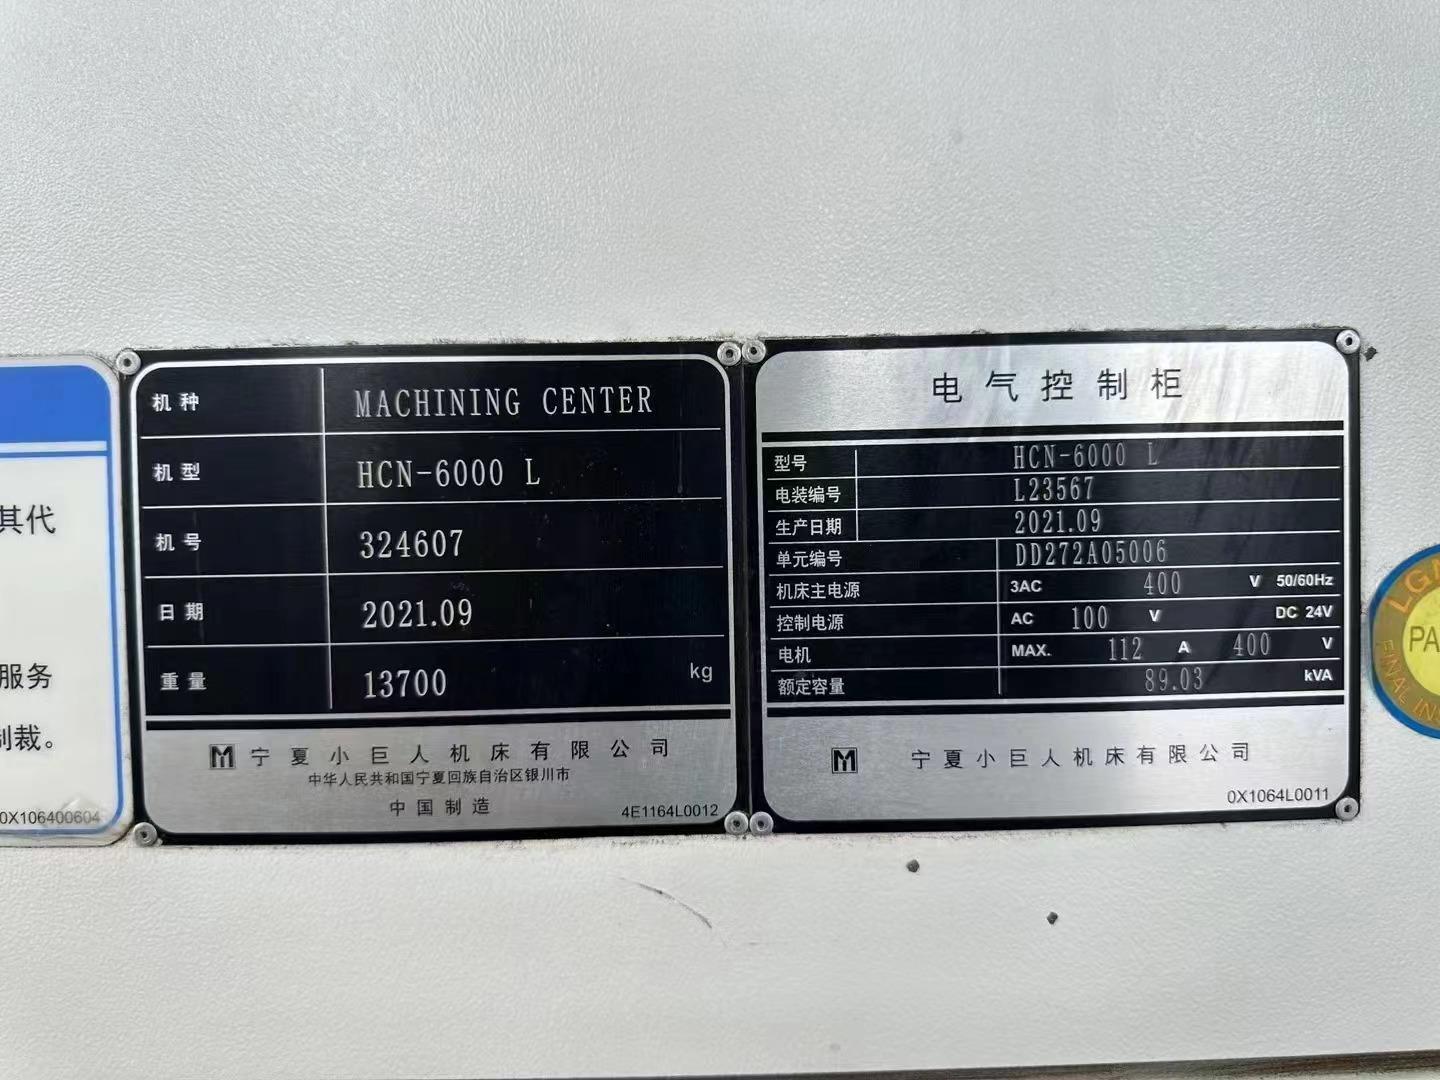 其代
服务
制裁。
0X106400604
机种 MACHINING CENTER
机型 HCN-6000 L
机号 324607
日期 2021.09
重量 13700 kg
宁夏小巨人机床有限公司
中华人民共和国宁夏回族自治区银川市
中国制造 4E1164L0012
电气控制柜
型号 HCN-6000 L
电装编号 L23567
生产日期 2021.09
单元编号 DD272A05006
机床主电源 3AC 400 V 50/60Hz
控制电源 AC 100 V DC 24V
电机 MAX. 112 A 400 V
额定容量 89.03 kVA
宁夏小巨人机床有限公司
0X1064L0011
LGM
PA
FINAL INS